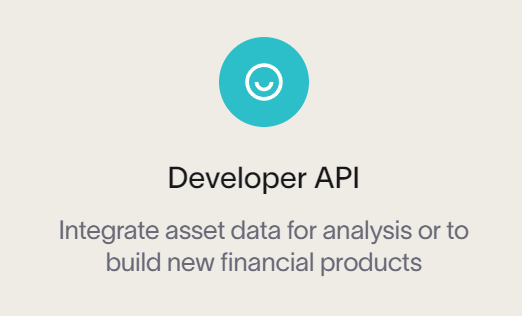 Developer API
Integrate asset data for analysis or to
build new financial products